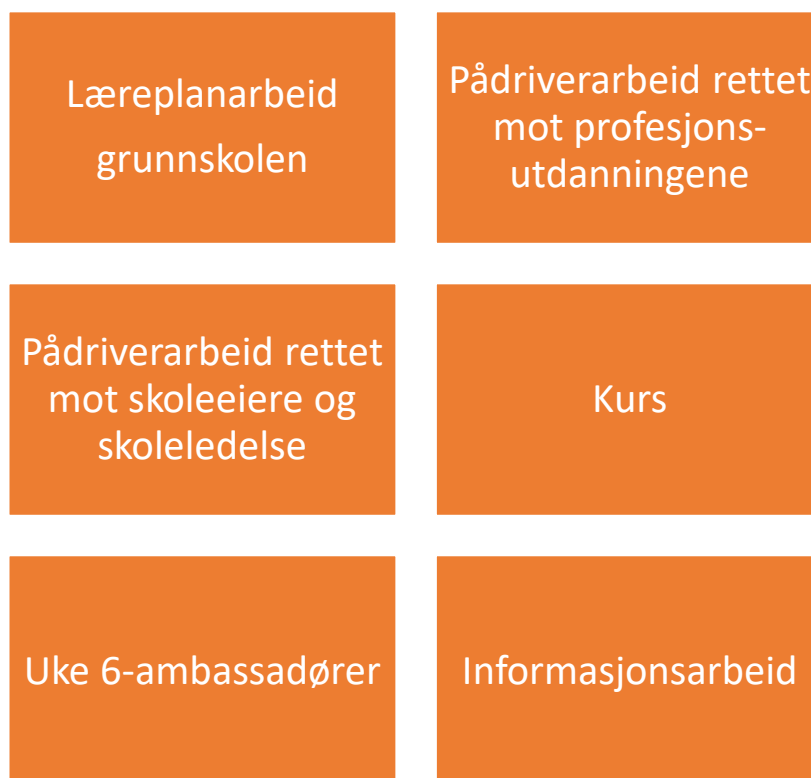 Læreplanarbeid
grunnskolen
Pådriverarbeid rettet
mot profesjons-
utdanningene
Pådriverarbeid rettet
mot skoleeiere og
skoleledelse
Kurs
Uke 6-ambassadører
Informasjonsarbeid